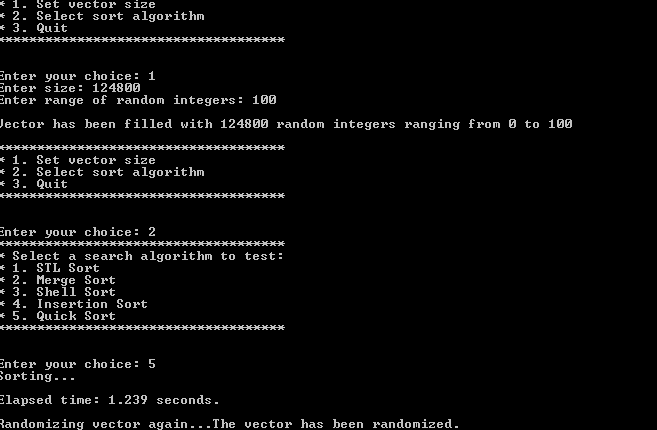 * 1. Set vector size
* 2. Select sort algorithm
* 3. Quit
************************************
Enter your choice: 1
Enter size: 124800
Enter range of random integers: 100
Vector has been filled with 124800 random integers ranging from 0 to 100
************************************
* 1. Set vector size
* 2. Select sort algorithm
* 3. Quit
************************************
Enter your choice: 2
************************************
* Select a search algorithm to test:
* 1. STL Sort
* 2. Merge Sort
* 3. Shell Sort
* 4. Insertion Sort
* 5. Quick Sort
************************************
Enter your choice: 5
Sorting...
Elapsed time: 1.239 seconds.
Randomizing vector again...The vector has been randomized.